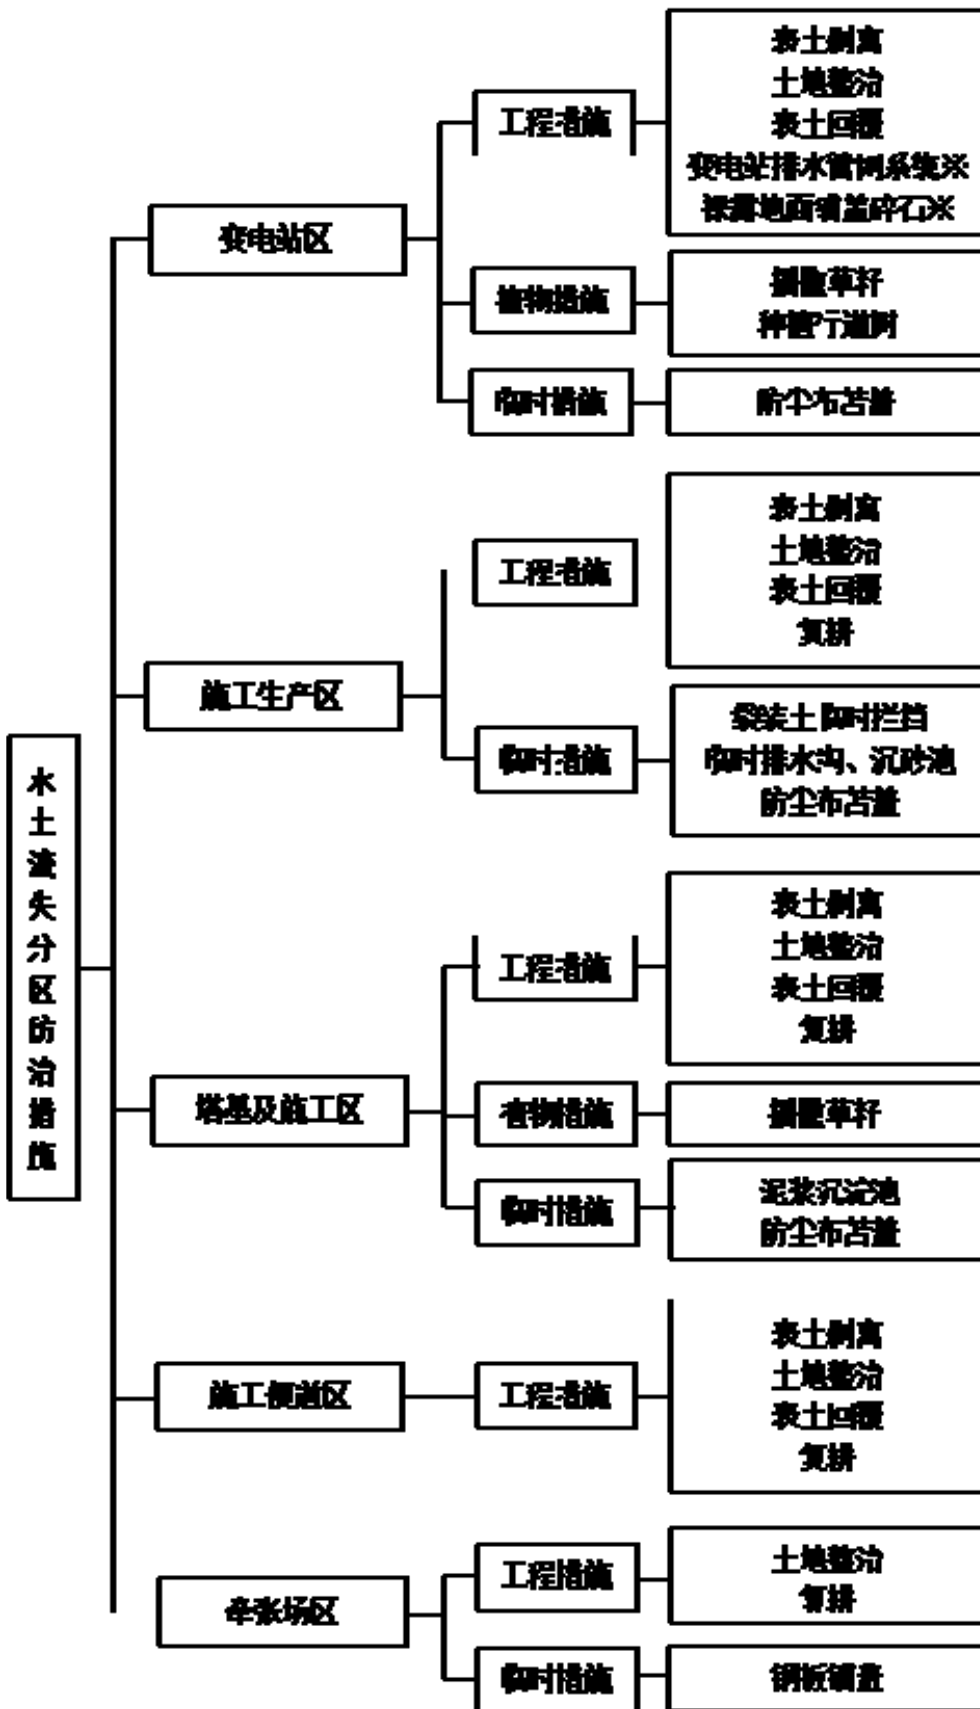 水土流失分区防治措施
变电站区
工程措施
表土剥离
土地整治
表土回覆
变电站排水管网系统※
裸露地面铺盖碎石※
植物措施
播撒草籽
种植行道树
临时措施
防尘布苫盖
施工生产区
工程措施
表土剥离
土地整治
表土回覆
复耕
临时措施
袋装土临时拦挡
临时排水沟、沉砂池
防尘布苫盖
塔基及施工区
工程措施
表土剥离
土地整治
表土回覆
复耕
植物措施
播撒草籽
临时措施
泥浆沉淀池
防尘布苫盖
施工便道区
工程措施
表土剥离
土地整治
表土回覆
复耕
牵张场区
工程措施
土地整治
复耕
临时措施
钢板铺盖